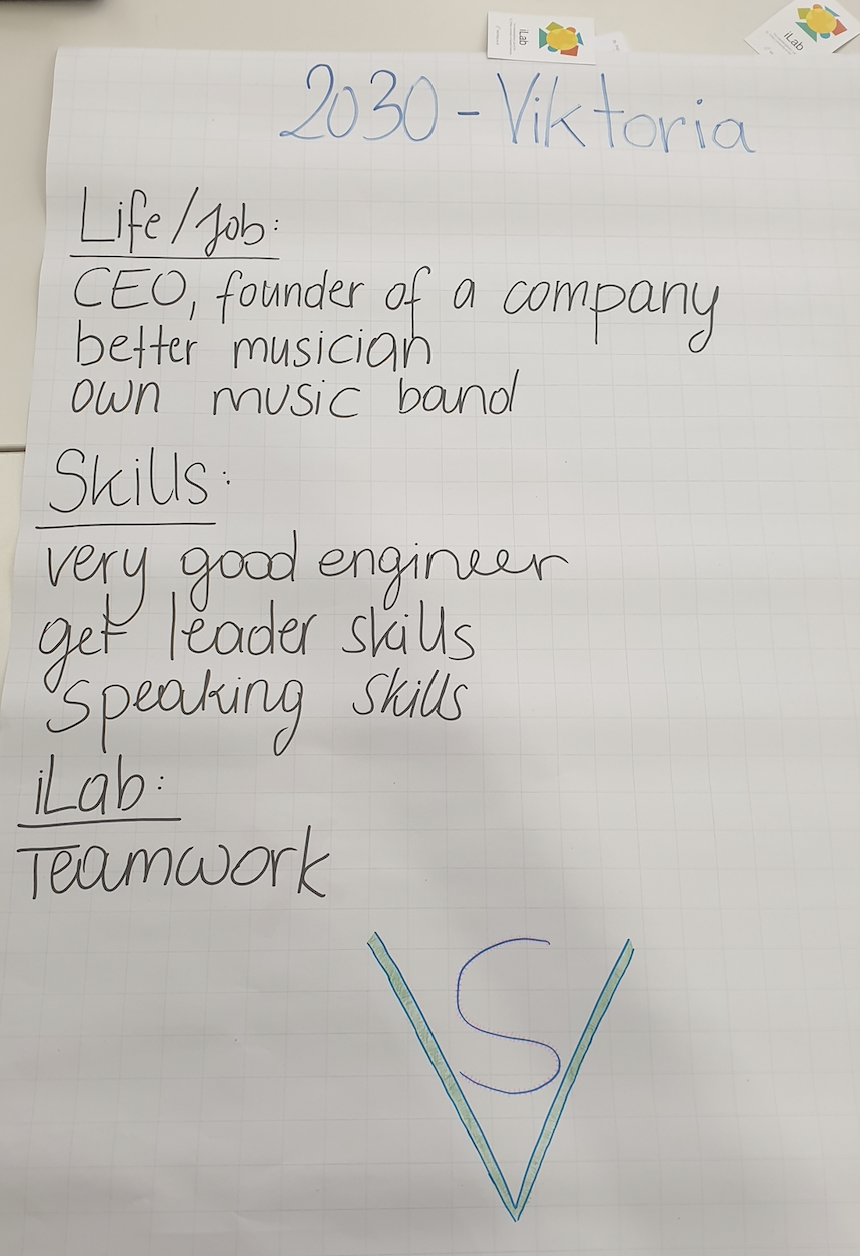 iLab
iLab
2030 - Viktoria
Life/Job:
CEO, founder of a company
better musician
own music band
Skills:
very good engineer
get leader skills
speaking skills
iLab:
Teamwork
S
V